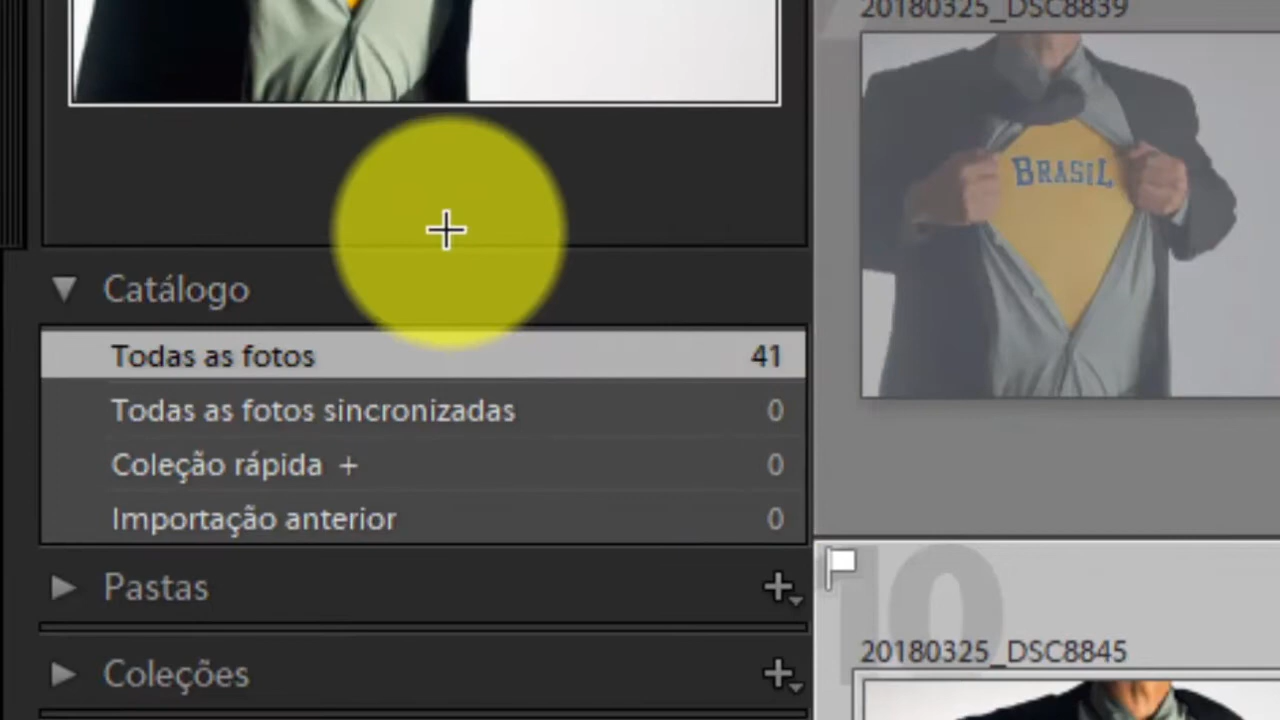 20180325_DSC8839
BRASIL
Catálogo
Todas as fotos 41
Todas as fotos sincronizadas 0
Coleção rápida + 0
Importação anterior 0
Pastas
10
20180325_DSC8845
Coleções